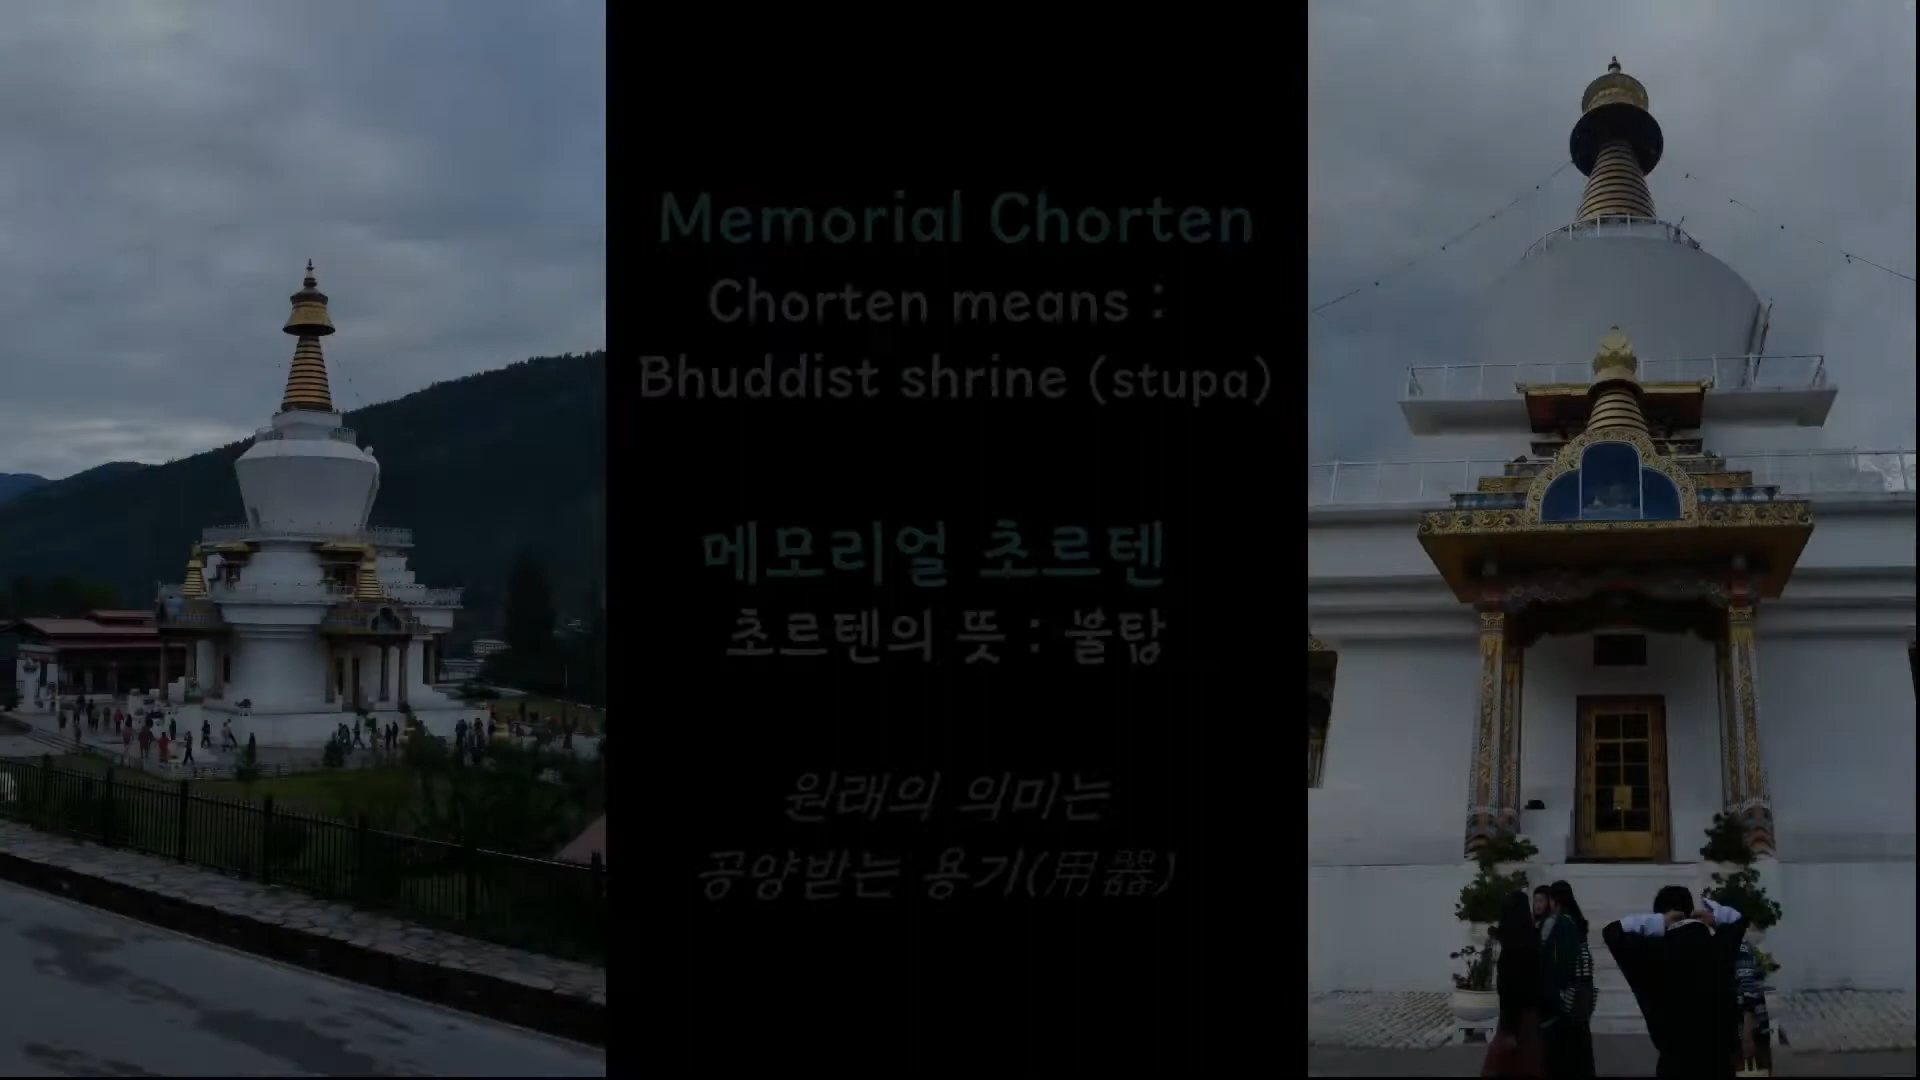 Memorial Chorten
Chorten means :
Bhuddist shrine (stupa)
메모리얼 초르텐
초르텐의 뜻 : 불탑
원래의 의미는
공양받는 용기(用器)